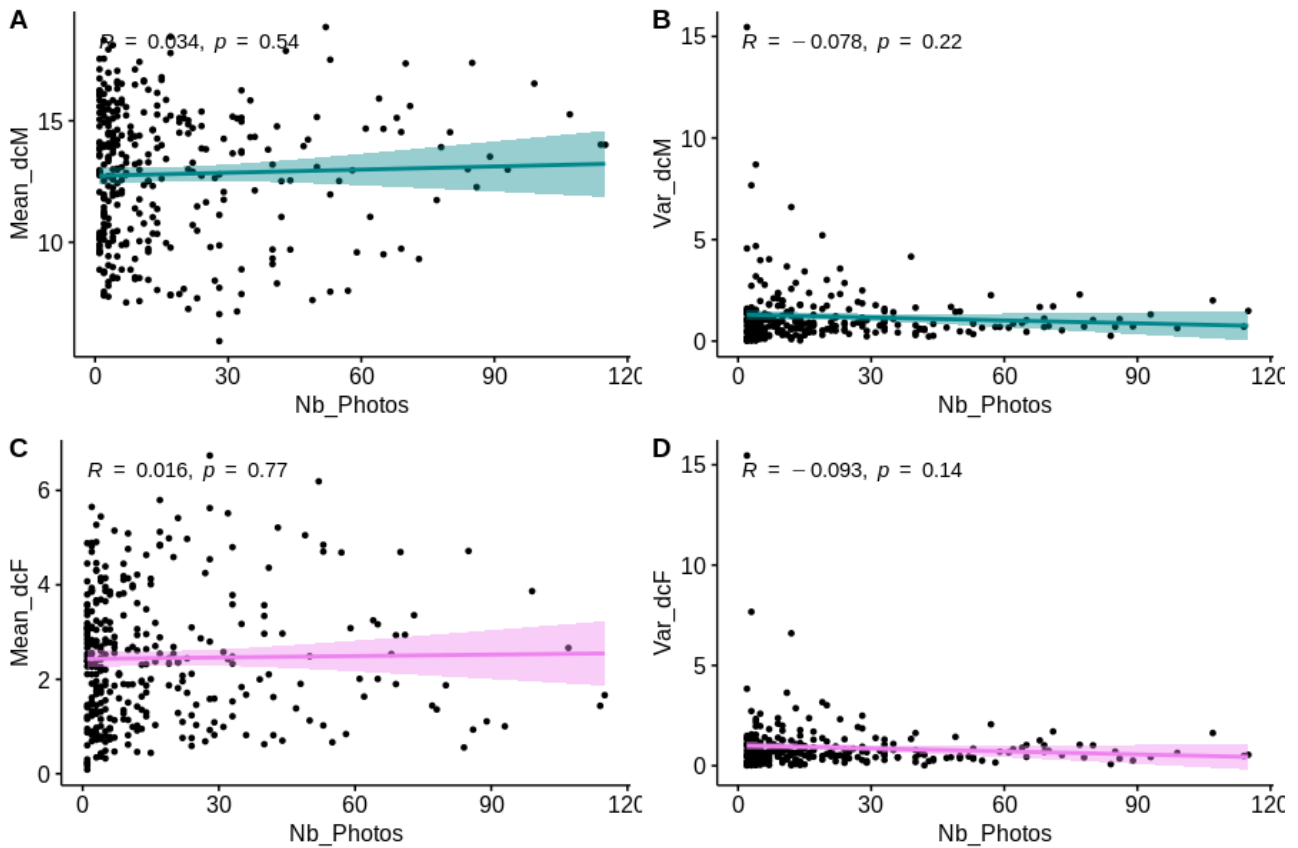 A
R = 0.034, p = 0.54
15
10
Mean_dcM
0 30 60 90 120
Nb_Photos
B
R = −0.078, p = 0.22
15
10
5
0
Var_dcM
0 30 60 90 120
Nb_Photos
C
R = 0.016, p = 0.77
6
4
2
0
Mean_dcF
0 30 60 90 120
Nb_Photos
D
R = −0.093, p = 0.14
15
10
5
0
Var_dcF
0 30 60 90 120
Nb_Photos